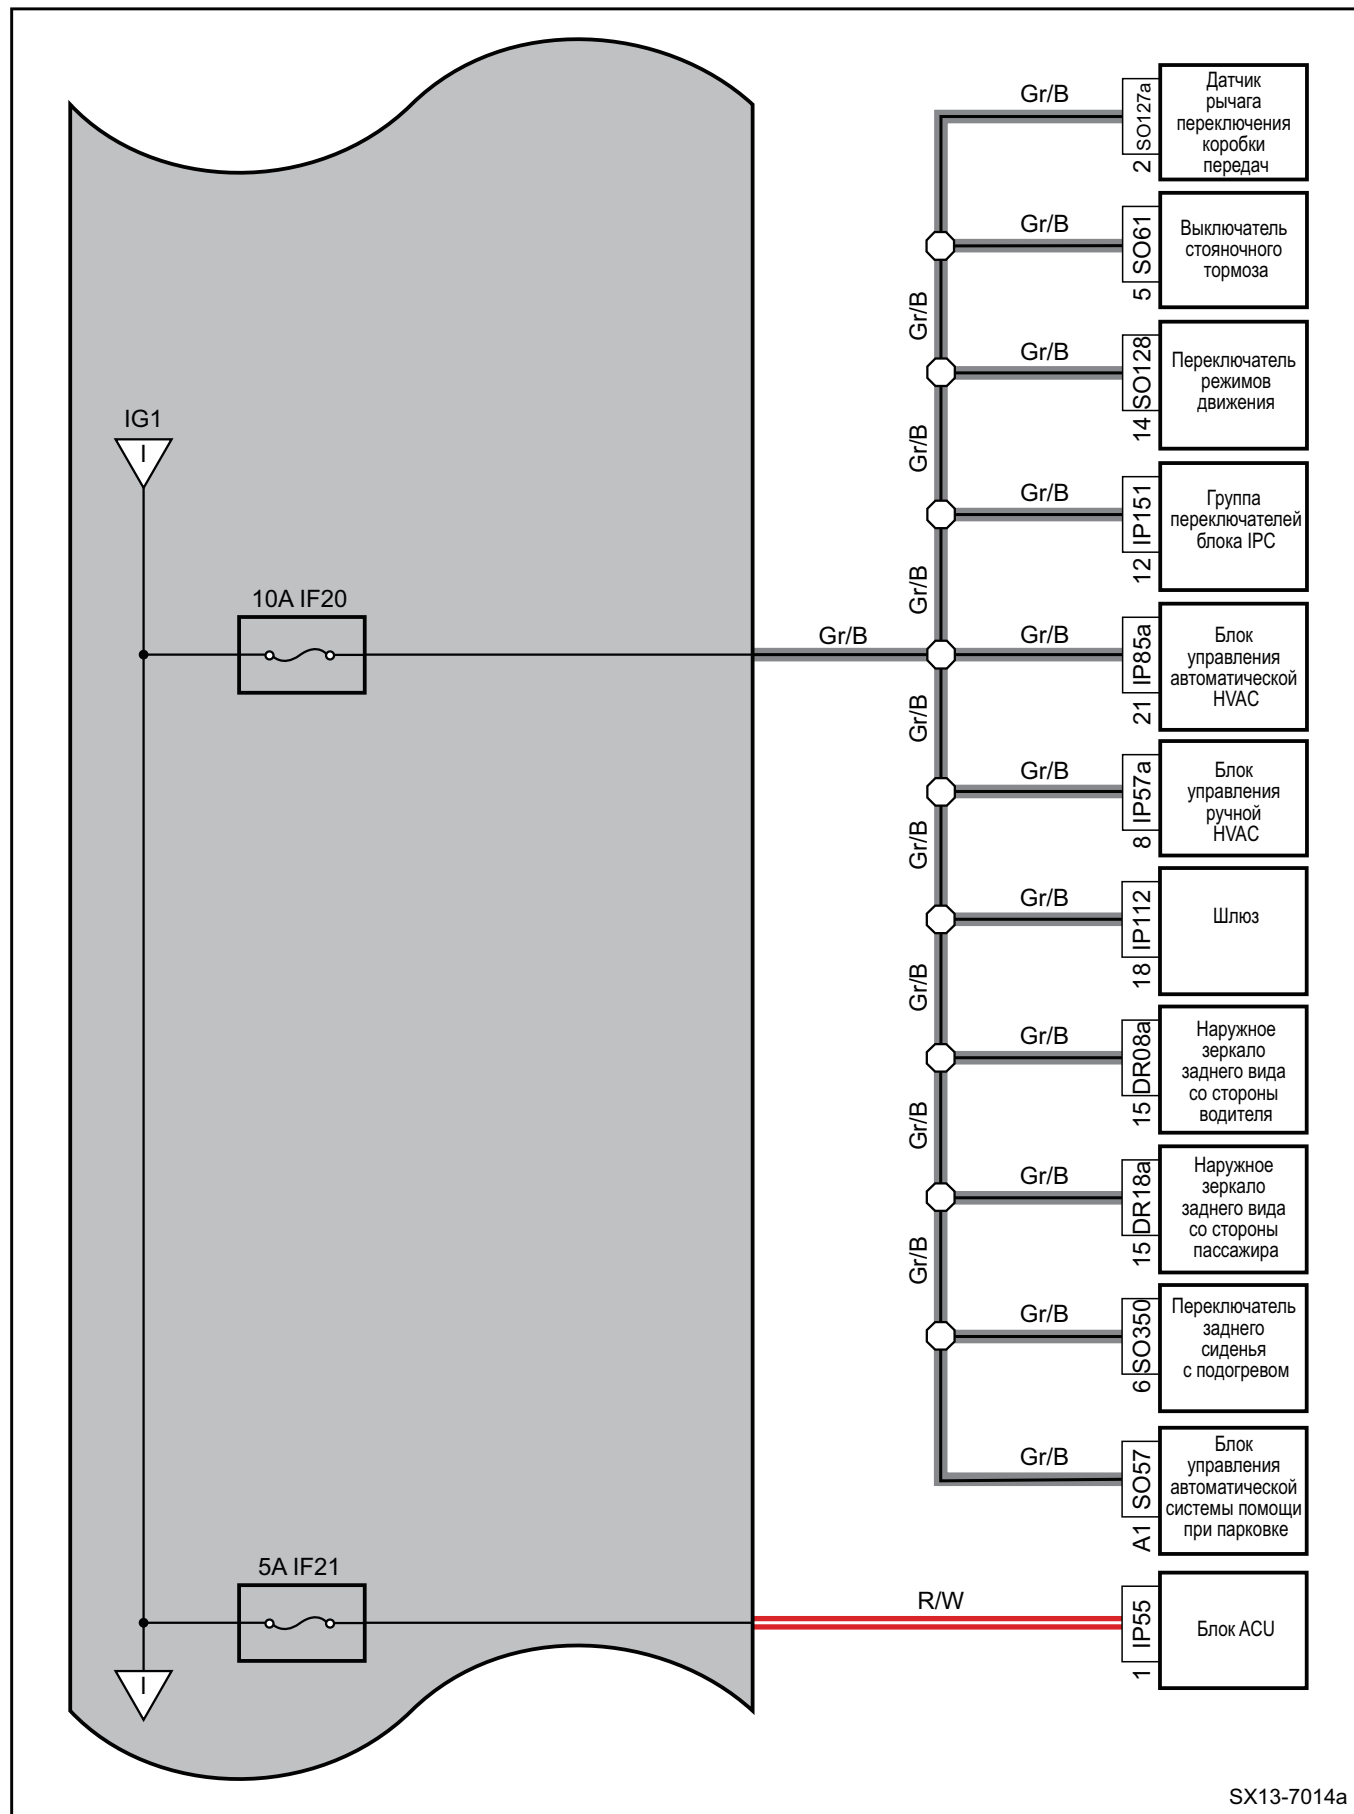 Gr/B
2 SO127a
Датчик
рычага
переключения
коробки
передач
Gr/B
5 SO61
Выключатель
стояночного
тормоза
Gr/B
Gr/B
14 SO128
Переключатель
режимов
движения
IG1
I
Gr/B
Gr/B
12 IP151
Группа
переключателей
блока IPC
Gr/B
10A IF20
Gr/B
Gr/B
21 IP85a
Блок
управления
автоматической
HVAC
Gr/B
Gr/B
8 IP57a
Блок
управления
ручной
HVAC
Gr/B
Gr/B
18 IP112
Шлюз
Gr/B
Gr/B
15 DR08a
Наружное
зеркало
заднего вида
со стороны
водителя
Gr/B
Gr/B
15 DR18a
Наружное
зеркало
заднего вида
со стороны
пассажира
Gr/B
Gr/B
6 SO350
Переключатель
заднего
сиденья
с подогревом
Gr/B
A1 SO57
Блок
управления
автоматической
системы помощи
при парковке
5A IF21
R/W
1 IP55
Блок ACU
I
SX13-7014a